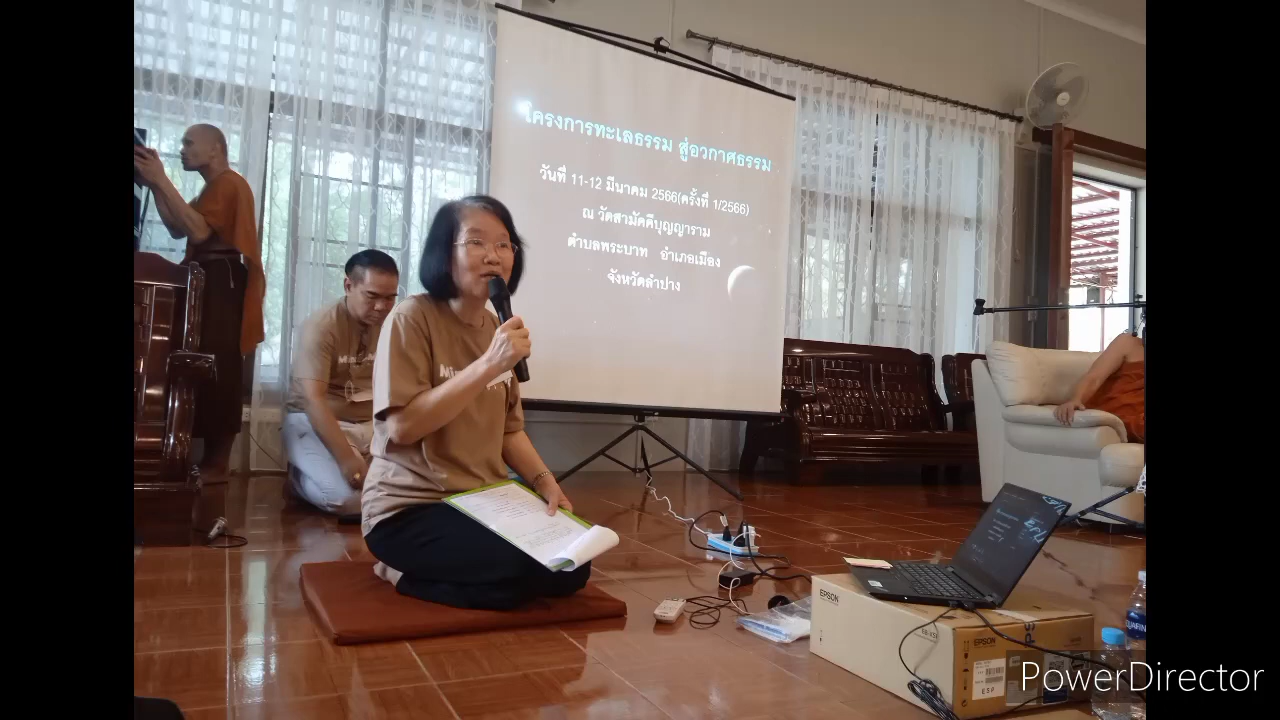 โครงการทะเลธรรม สู่อวกาศธรรม
วันที่ 11-12 มีนาคม 2566(ครั้งที่ 1/2566)
ณ วัดสามัคคีบุญญาราม
ตำบลพระบาท อำเภอเมือง
จังหวัดลำปาง
EPSON
EPSON
PowerDirector